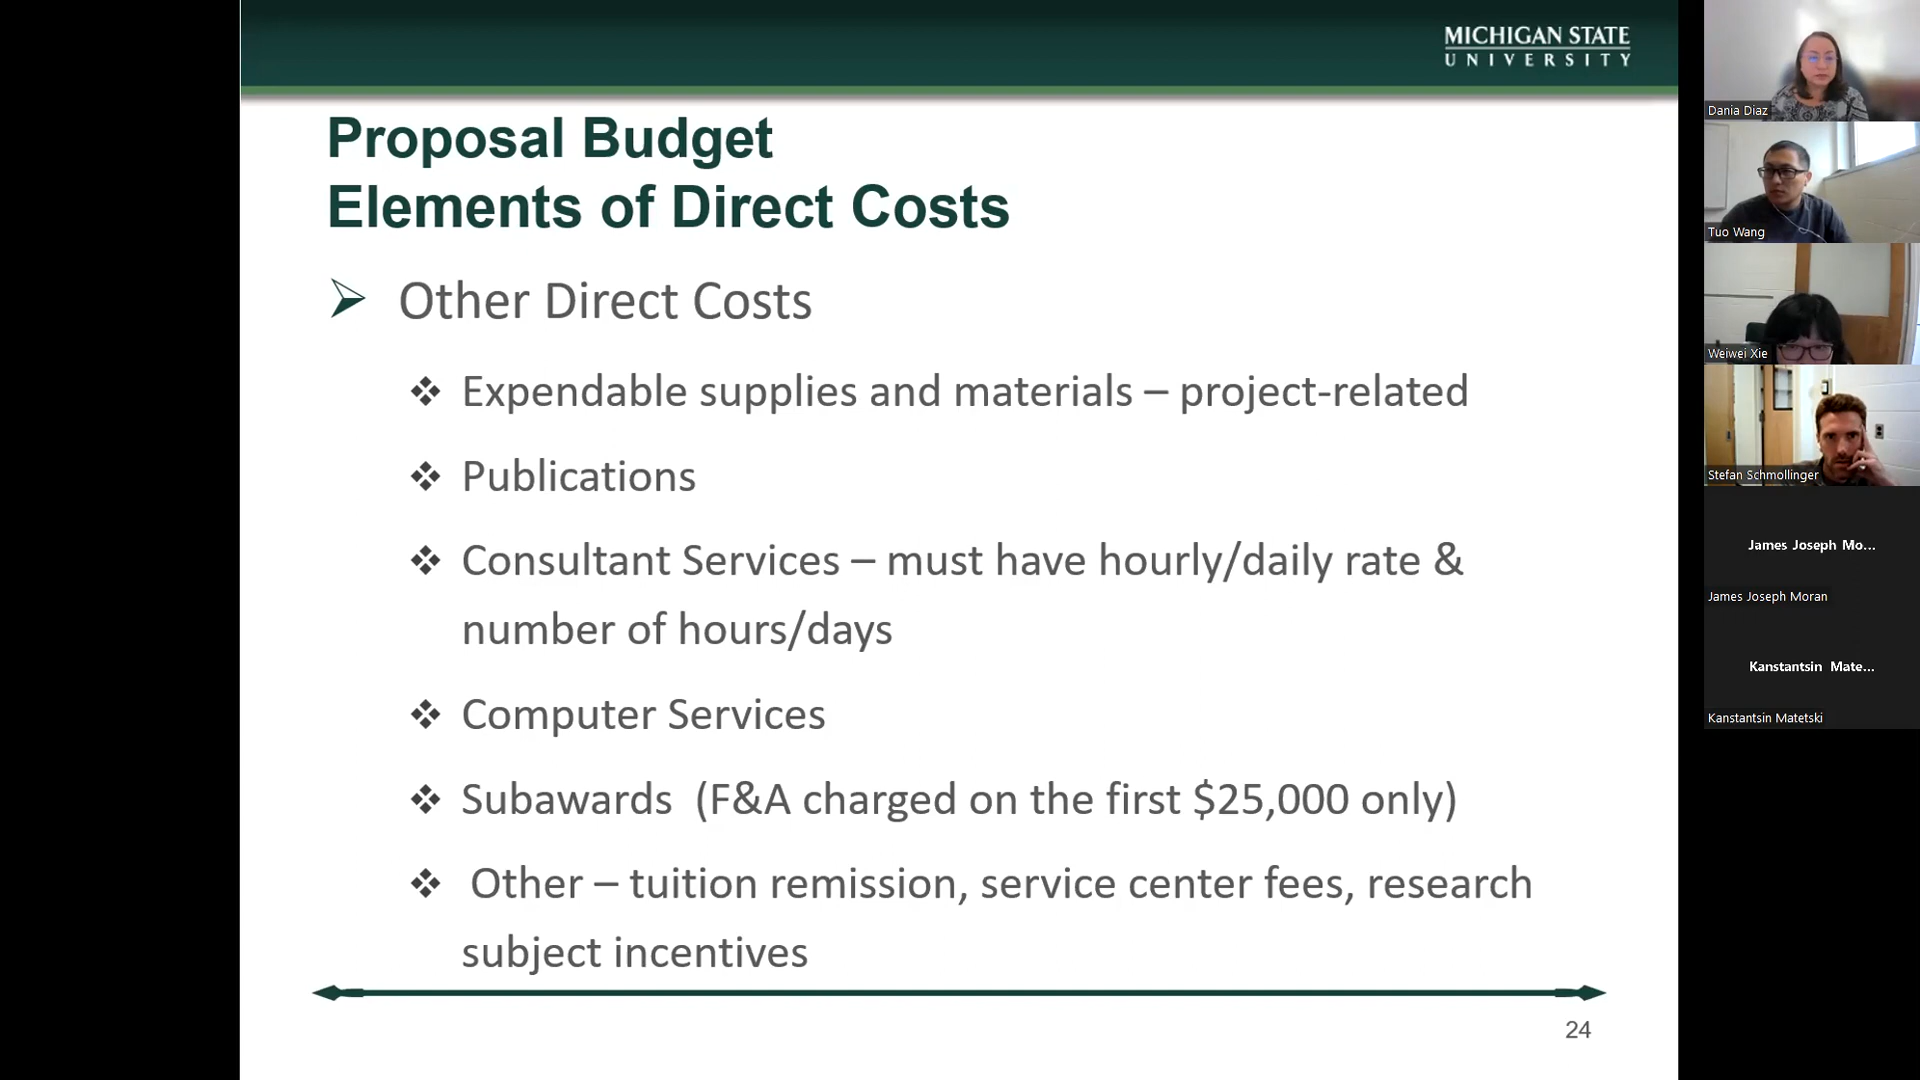 MICHIGAN STATE
UNIVERSITY
Proposal Budget
Elements of Direct Costs
Other Direct Costs
Expendable supplies and materials – project-related
Publications
Consultant Services – must have hourly/daily rate &
number of hours/days
Computer Services
Subawards (F&A charged on the first $25,000 only)
Other – tuition remission, service center fees, research
subject incentives
24
Dania Diaz
Tuo Wang
Weiwei Xie
Stefan Schmollinger
James Joseph Mo...
James Joseph Moran
Kanstantsin Mate...
Kanstantsin Matetski